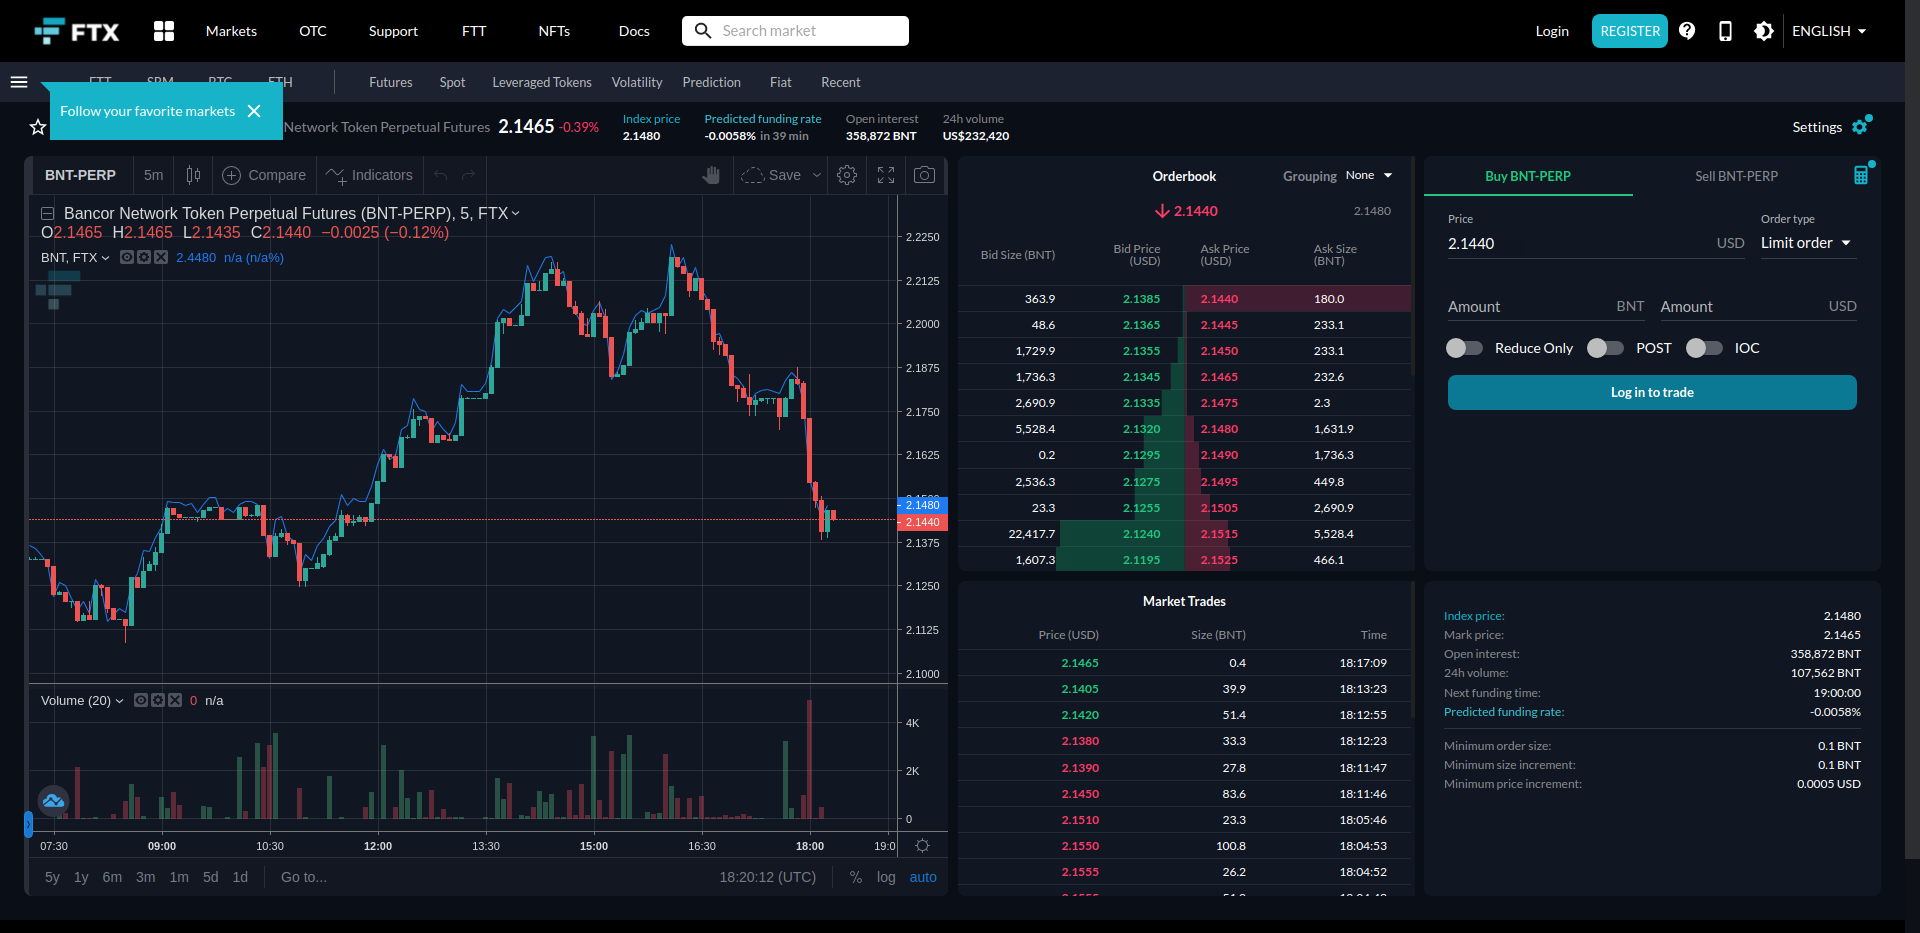 FTX
Markets
OTC
Support
FTT
NFTs
Docs
Search market
Login
REGISTER
ENGLISH
FTT
SRM
BTC
ETH
Futures
Spot
Leveraged Tokens
Volatility
Prediction
Fiat
Recent
Follow your favorite markets
Network Token Perpetual Futures
2.1465 -0.39%
Index price
2.1480
Predicted funding rate
-0.0058% in 39 min
Open interest
358,872 BNT
24h volume
US$232,420
Settings
BNT-PERP
5m
Compare
Indicators
Save
Bancor Network Token Perpetual Futures (BNT-PERP), 5, FTX
O2.1465 H2.1465 L2.1435 C2.1440 −0.0025 (−0.12%)
BNT, FTX
2.4480 n/a (n/a%)
2.2250
2.2125
2.2000
2.1875
2.1750
2.1625
2.1500
2.1480
2.1440
2.1375
2.1250
2.1125
2.1000
Volume (20)
0 n/a
4K
2K
0
07:30 09:00 10:30 12:00 13:30 15:00 16:30 18:00 19:0
5y 1y 6m 3m 1m 5d 1d Go to...
18:20:12 (UTC) % log auto
Orderbook
Grouping None
2.1440 2.1480
Bid Size (BNT) Bid Price (USD) Ask Price (USD) Ask Size (BNT)
363.9 2.1385 2.1440 180.0
48.6 2.1365 2.1445 233.1
1,729.9 2.1355 2.1450 233.1
1,736.3 2.1345 2.1465 232.6
2,690.9 2.1335 2.1475 2.3
5,528.4 2.1320 2.1480 1,631.9
0.2 2.1295 2.1490 1,736.3
2,536.3 2.1275 2.1495 449.8
23.3 2.1255 2.1505 2,690.9
22,417.7 2.1240 2.1515 5,528.4
1,607.3 2.1195 2.1525 466.1
Market Trades
Price (USD) Size (BNT) Time
2.1465 0.4 18:17:09
2.1405 39.9 18:13:23
2.1420 51.4 18:12:55
2.1380 33.3 18:12:23
2.1390 27.8 18:11:47
2.1450 83.6 18:11:46
2.1510 23.3 18:05:46
2.1550 100.8 18:04:53
2.1555 26.2 18:04:52
Buy BNT-PERP
Sell BNT-PERP
Price
2.1440 USD
Order type
Limit order
Amount BNT
Amount USD
Reduce Only
POST
IOC
Log in to trade
Index price: 2.1480
Mark price: 2.1465
Open interest: 358,872 BNT
24h volume: 107,562 BNT
Next funding time: 19:00:00
Predicted funding rate: -0.0058%
Minimum order size: 0.1 BNT
Minimum size increment: 0.1 BNT
Minimum price increment: 0.0005 USD